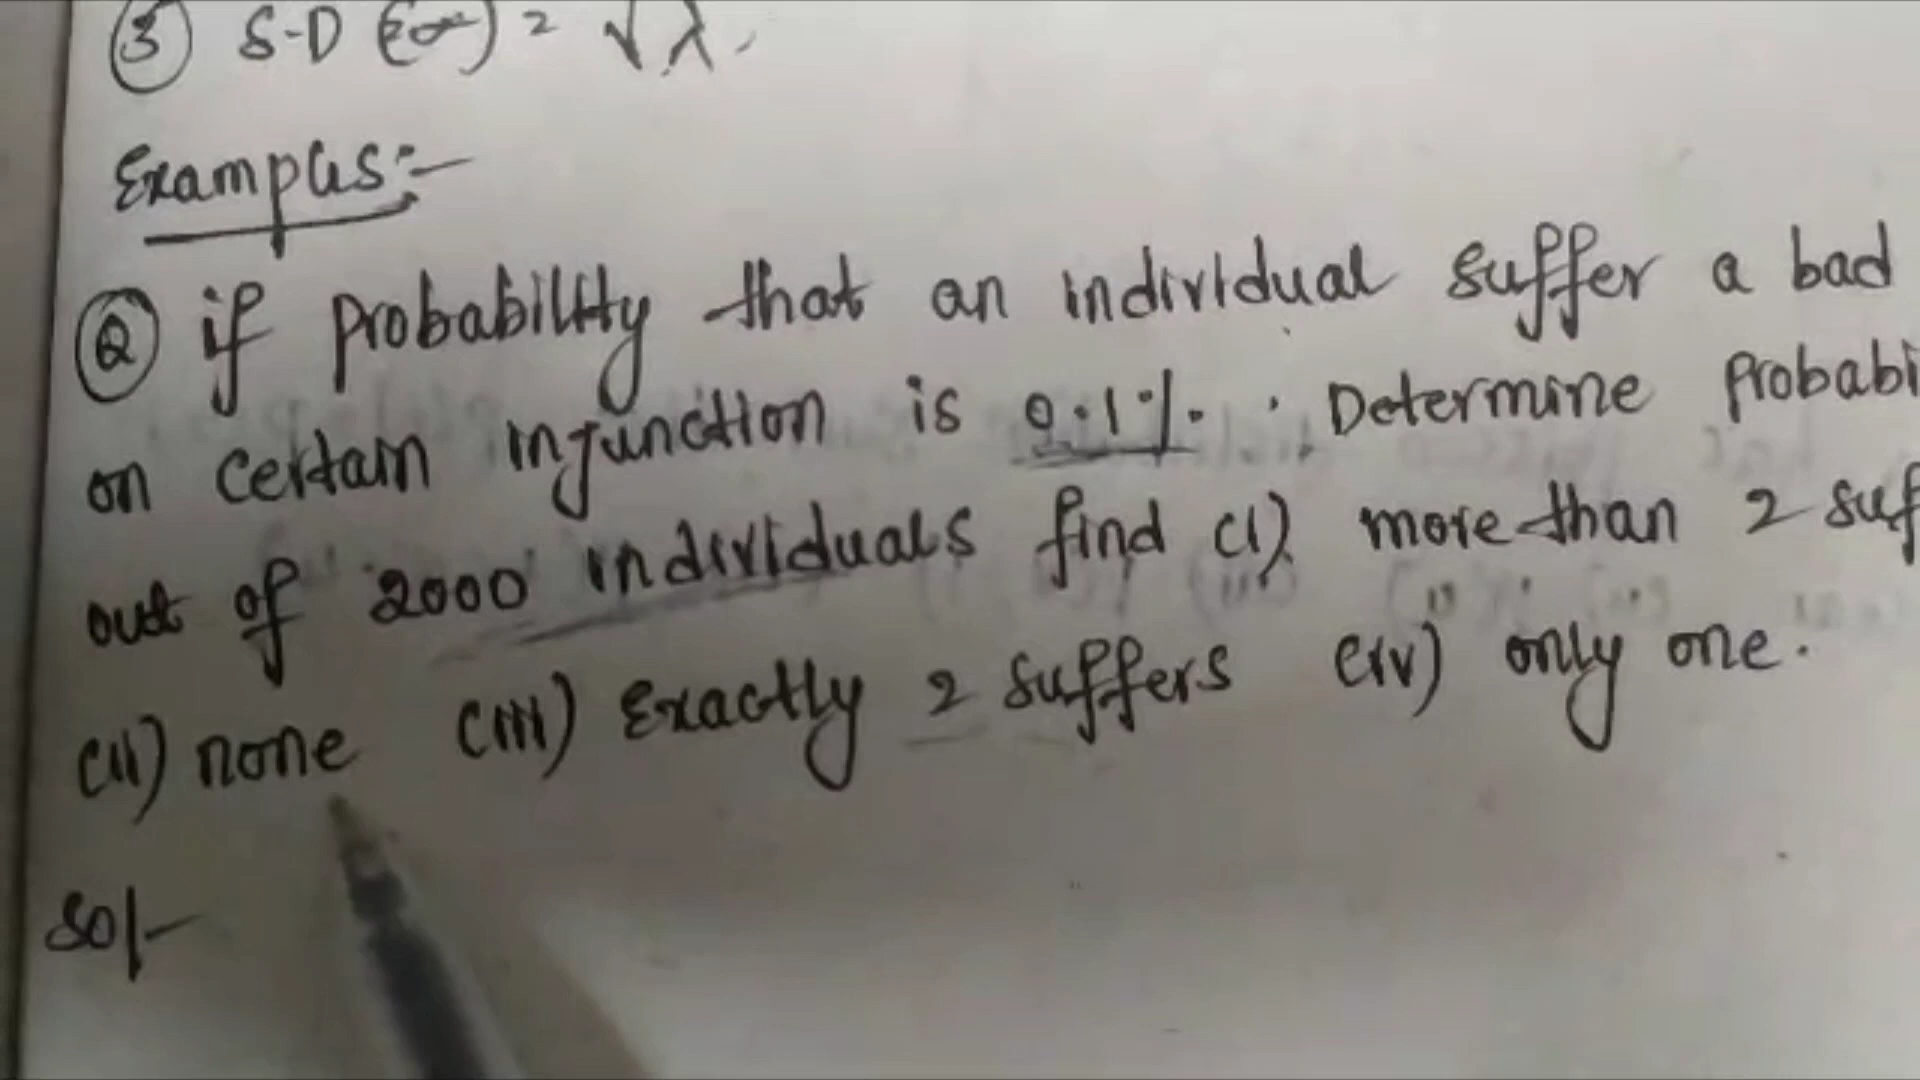 ③ S-D = √λ.
Examples:-
Ⓠ if probability that an individual suffer a bad
on certain injunction is 0.1%. Determine Probabi
out of 2000 individuals find (i) more than 2 suf
(ii) none (iii) Exactly 2 suffers (iv) only one.
Sol-